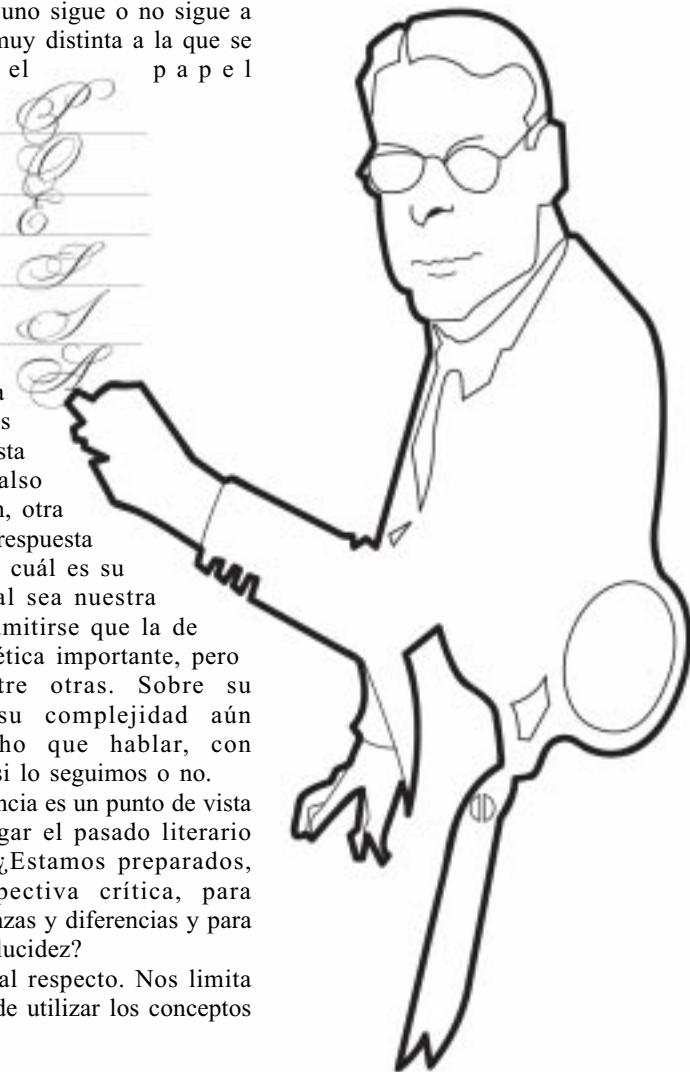 uno sigue o no sigue a
muy distinta a la que se
el p a p e l
P
O
E
S
I
A
a
s
sta
also
n, otra
respuesta
cuál es su
al sea nuestra
mitirse que la de
ética importante, pero
tre otras. Sobre su
su complejidad aún
ho que hablar, con
si lo seguimos o no.
ncia es un punto de vista
gar el pasado literario
¿Estamos preparados,
pectiva crítica, para
nzas y diferencias y para
lucidez?
al respecto. Nos limita
de utilizar los conceptos